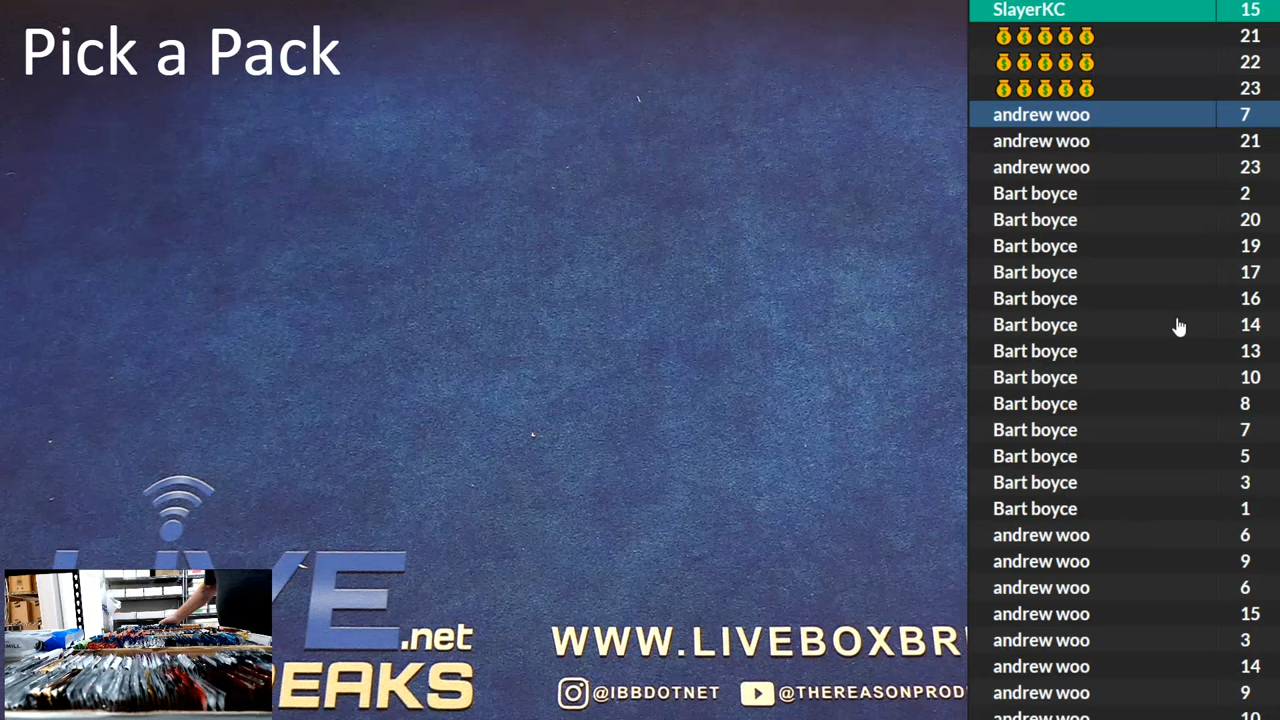 Pick a Pack
SlayerKC 15
💰💰💰💰💰 21
💰💰💰💰💰 22
💰💰💰💰💰 23
andrew woo 7
andrew woo 21
andrew woo 23
Bart boyce 2
Bart boyce 20
Bart boyce 19
Bart boyce 17
Bart boyce 16
Bart boyce 14
Bart boyce 13
Bart boyce 10
Bart boyce 8
Bart boyce 7
Bart boyce 5
Bart boyce 3
Bart boyce 1
andrew woo 6
andrew woo 9
andrew woo 6
andrew woo 15
andrew woo 3
andrew woo 14
andrew woo 9
andrew woo 10
LIVE
.net
EAKS
WWW.LIVEBOXBR
@IBBDOTNET @THEREASONPROD